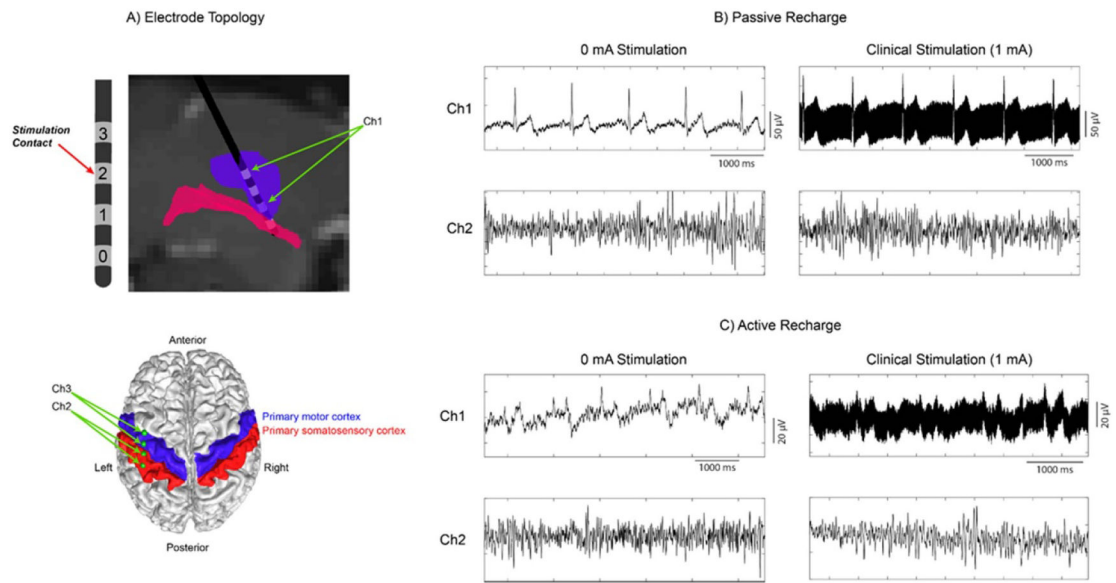 A) Electrode Topology
Stimulation
Contact
3
2
1
0
Ch1
Anterior
Ch3
Ch2
Primary motor cortex
Primary somatosensory cortex
Left
Right
Posterior
B) Passive Recharge
0 mA Stimulation
Clinical Stimulation (1 mA)
Ch1
50 µV
50 µV
1000 ms
1000 ms
Ch2
C) Active Recharge
0 mA Stimulation
Clinical Stimulation (1 mA)
Ch1
20 µV
20 µV
1000 ms
1000 ms
Ch2